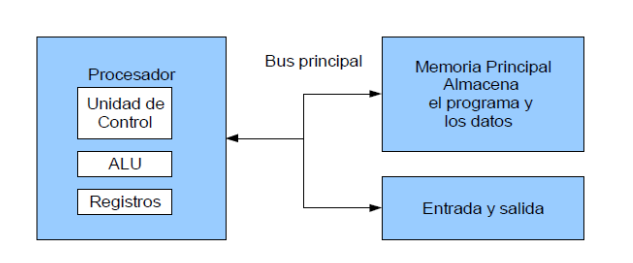 Procesador
Unidad de
Control
ALU
Registros
Bus principal
Memoria Principal
Almacena
el programa y
los datos
Entrada y salida